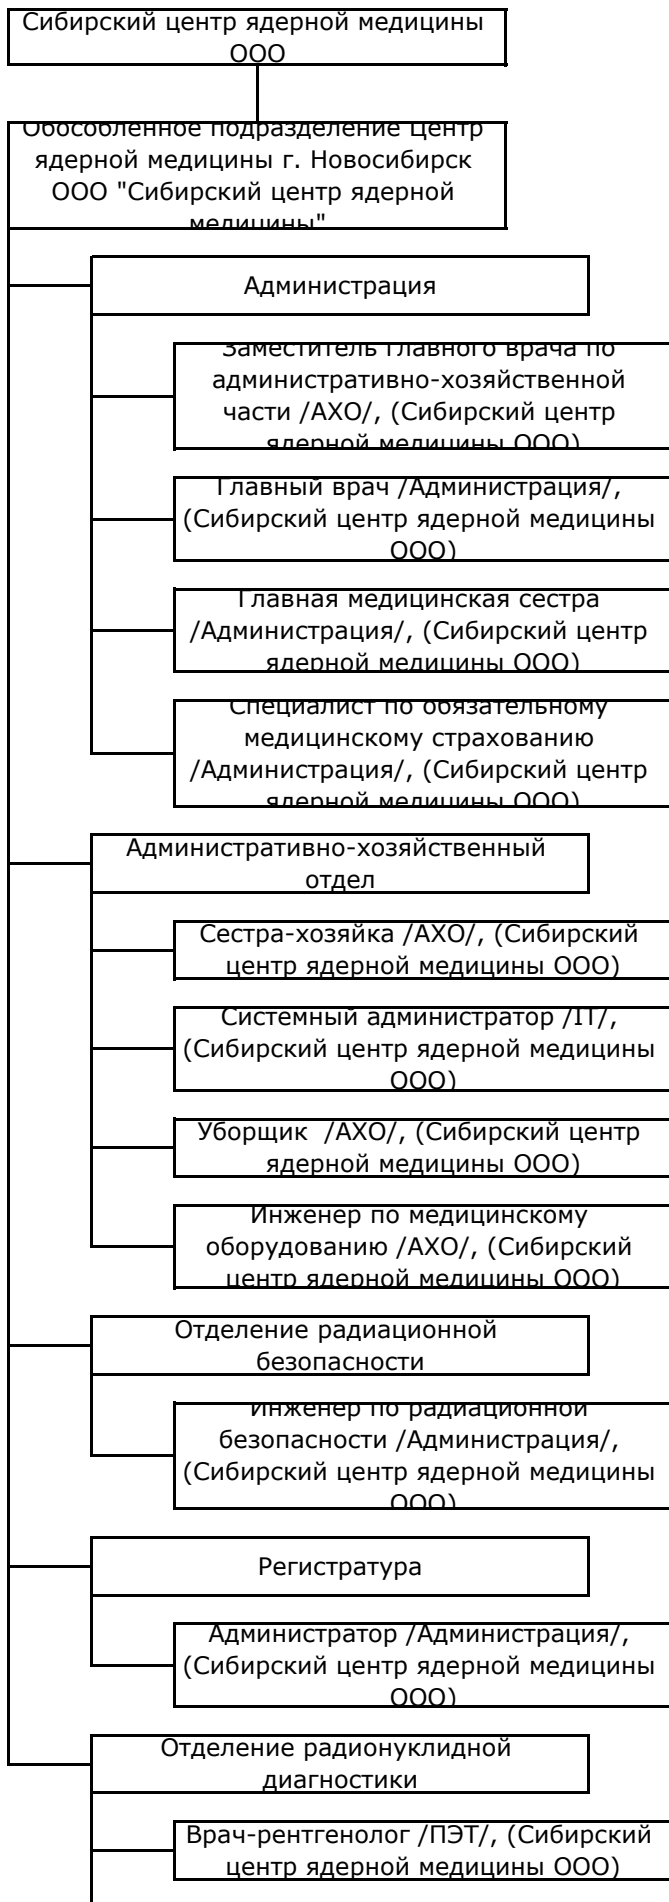 Сибирский центр ядерной медицины
ООО
Обособленное подразделение Центр
ядерной медицины г. Новосибирск
ООО "Сибирский центр ядерной
медицины"
Администрация
Заместитель главного врача по
административно-хозяйственной
части /АХО/, (Сибирский центр
ядерной медицины ООО)
Главный врач /Администрация/,
(Сибирский центр ядерной медицины
ООО)
Главная медицинская сестра
/Администрация/, (Сибирский центр
ядерной медицины ООО)
Специалист по обязательному
медицинскому страхованию
/Администрация/, (Сибирский центр
ядерной медицины ООО)
Административно-хозяйственный
отдел
Сестра-хозяйка /АХО/, (Сибирский
центр ядерной медицины ООО)
Системный администратор /IT/,
(Сибирский центр ядерной медицины
ООО)
Уборщик  /АХО/, (Сибирский центр
ядерной медицины ООО)
Инженер по медицинскому
оборудованию /АХО/, (Сибирский
центр ядерной медицины ООО)
Отделение радиационной
безопасности
Инженер по радиационной
безопасности /Администрация/,
(Сибирский центр ядерной медицины
ООО)
Регистратура
Администратор /Администрация/,
(Сибирский центр ядерной медицины
ООО)
Отделение радионуклидной
диагностики
Врач-рентгенолог /ПЭТ/, (Сибирский
центр ядерной медицины ООО)